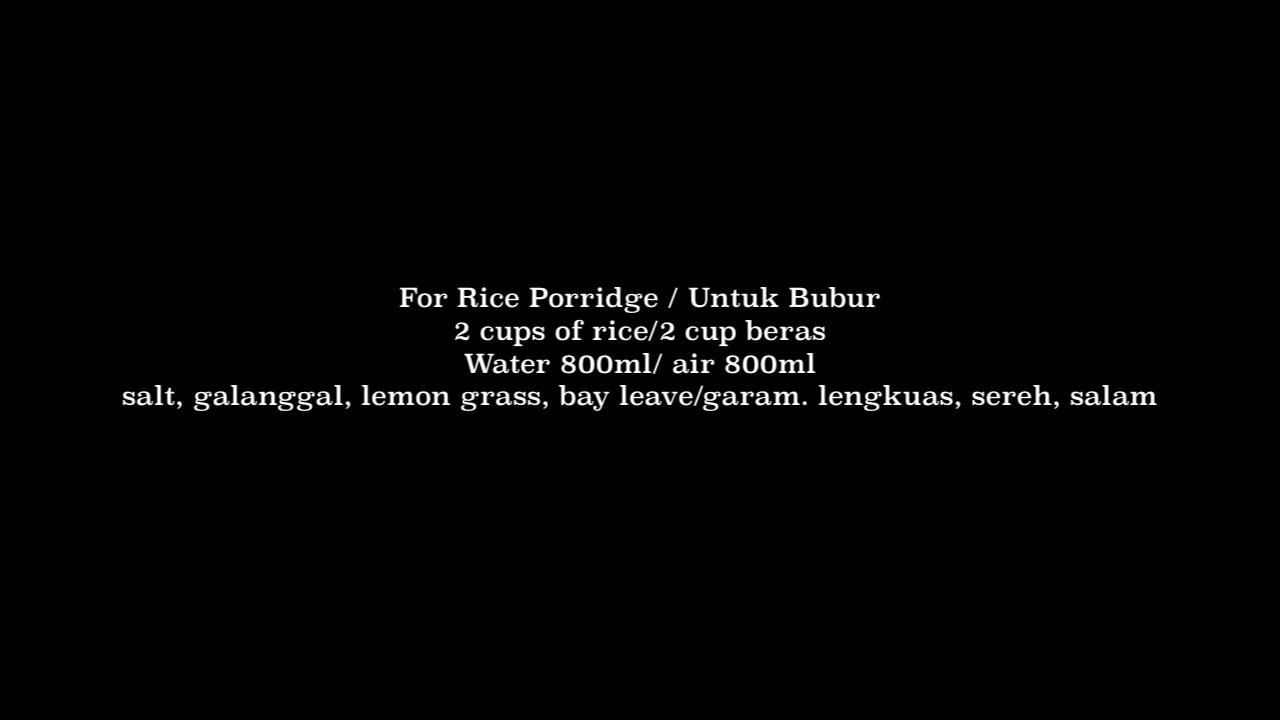 For Rice Porridge / Untuk Bubur
2 cups of rice/2 cup beras
Water 800ml/ air 800ml
salt, galanggal, lemon grass, bay leave/garam. lengkuas, sereh, salam